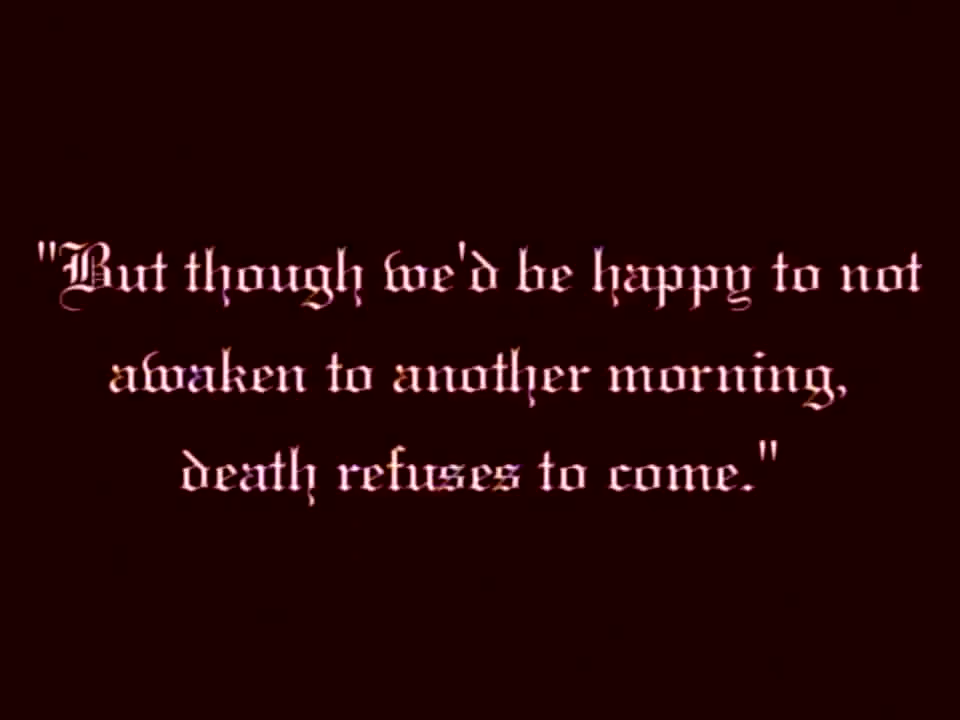 "But though we'd be happy to not
awaken to another morning,
death refuses to come."